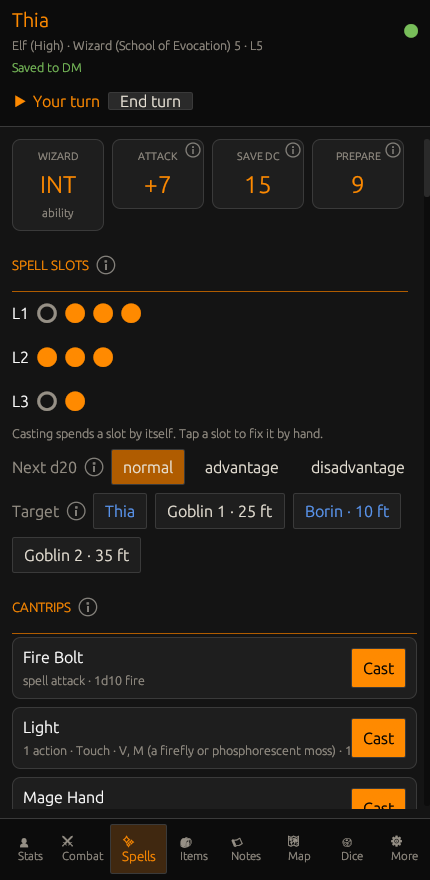 Thia
Elf (High) · Wizard (School of Evocation) 5 · L5
Saved to DM
Your turn End turn
WIZARD ATTACK SAVE DC PREPARE
INT +7 15 9
ability
SPELL SLOTS
L1
L2
L3
Casting spends a slot by itself. Tap a slot to fix it by hand.
Next d20 normal advantage disadvantage
Target Thia Goblin 1 · 25 ft Borin · 10 ft
Goblin 2 · 35 ft
CANTRIPS
Fire Bolt
spell attack · 1d10 fire
Cast
Light
1 action · Touch · V, M (a firefly or phosphorescent moss) · 1
Cast
Mage Hand
Cast
Stats Combat Spells Items Notes Map Dice More